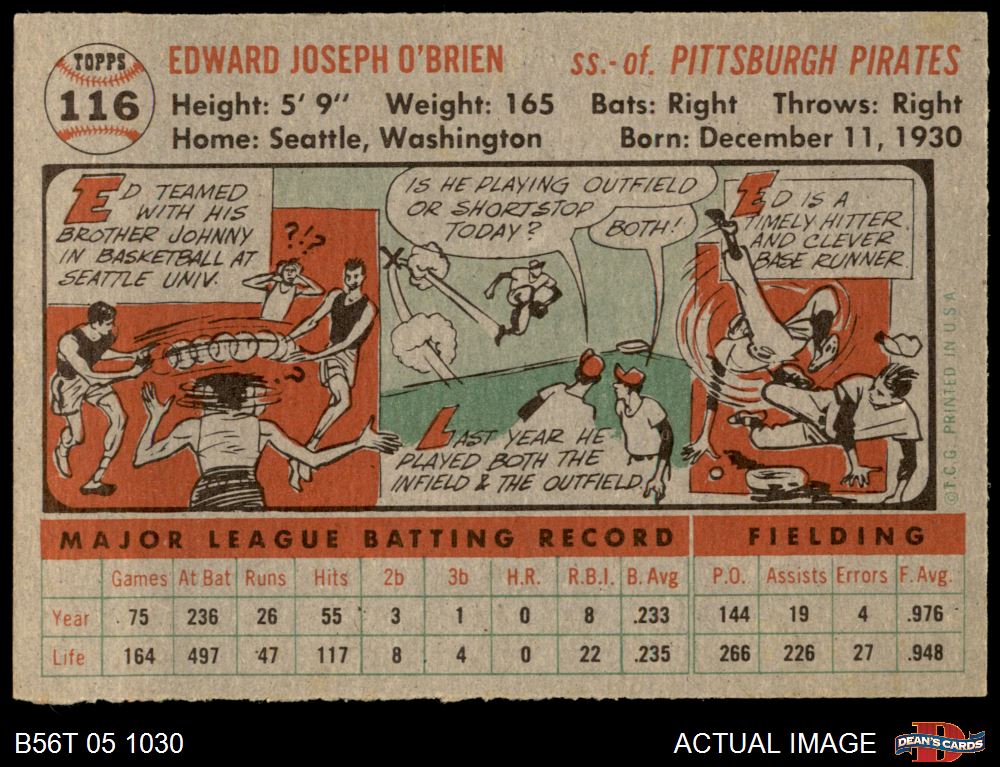 TOPPS
116
EDWARD JOSEPH O'BRIEN ss.-of. PITTSBURGH PIRATES
Height: 5' 9" Weight: 165 Bats: Right Throws: Right
Home: Seattle, Washington Born: December 11, 1930
ED TEAMED
WITH HIS
BROTHER JOHNNY
IN BASKETBALL AT
SEATTLE UNIV.
?!?
?
IS HE PLAYING OUTFIELD
OR SHORTSTOP
TODAY?
BOTH!
LAST YEAR HE
PLAYED BOTH THE
INFIELD & THE OUTFIELD.
ED IS A
TIMELY HITTER
AND CLEVER
BASE RUNNER.
© T.C.G. PRINTED IN U.S.A.
MAJOR LEAGUE BATTING RECORD FIELDING
Games At Bat Runs Hits 2b 3b H.R. R.B.I. B. Avg P.O. Assists Errors F. Avg.
Year 75 236 26 55 3 1 0 8 .233 144 19 4 .976
Life 164 497 47 117 8 4 0 22 .235 266 226 27 .948
B56T 05 1030 ACTUAL IMAGE
D
DEAN'S CARDS